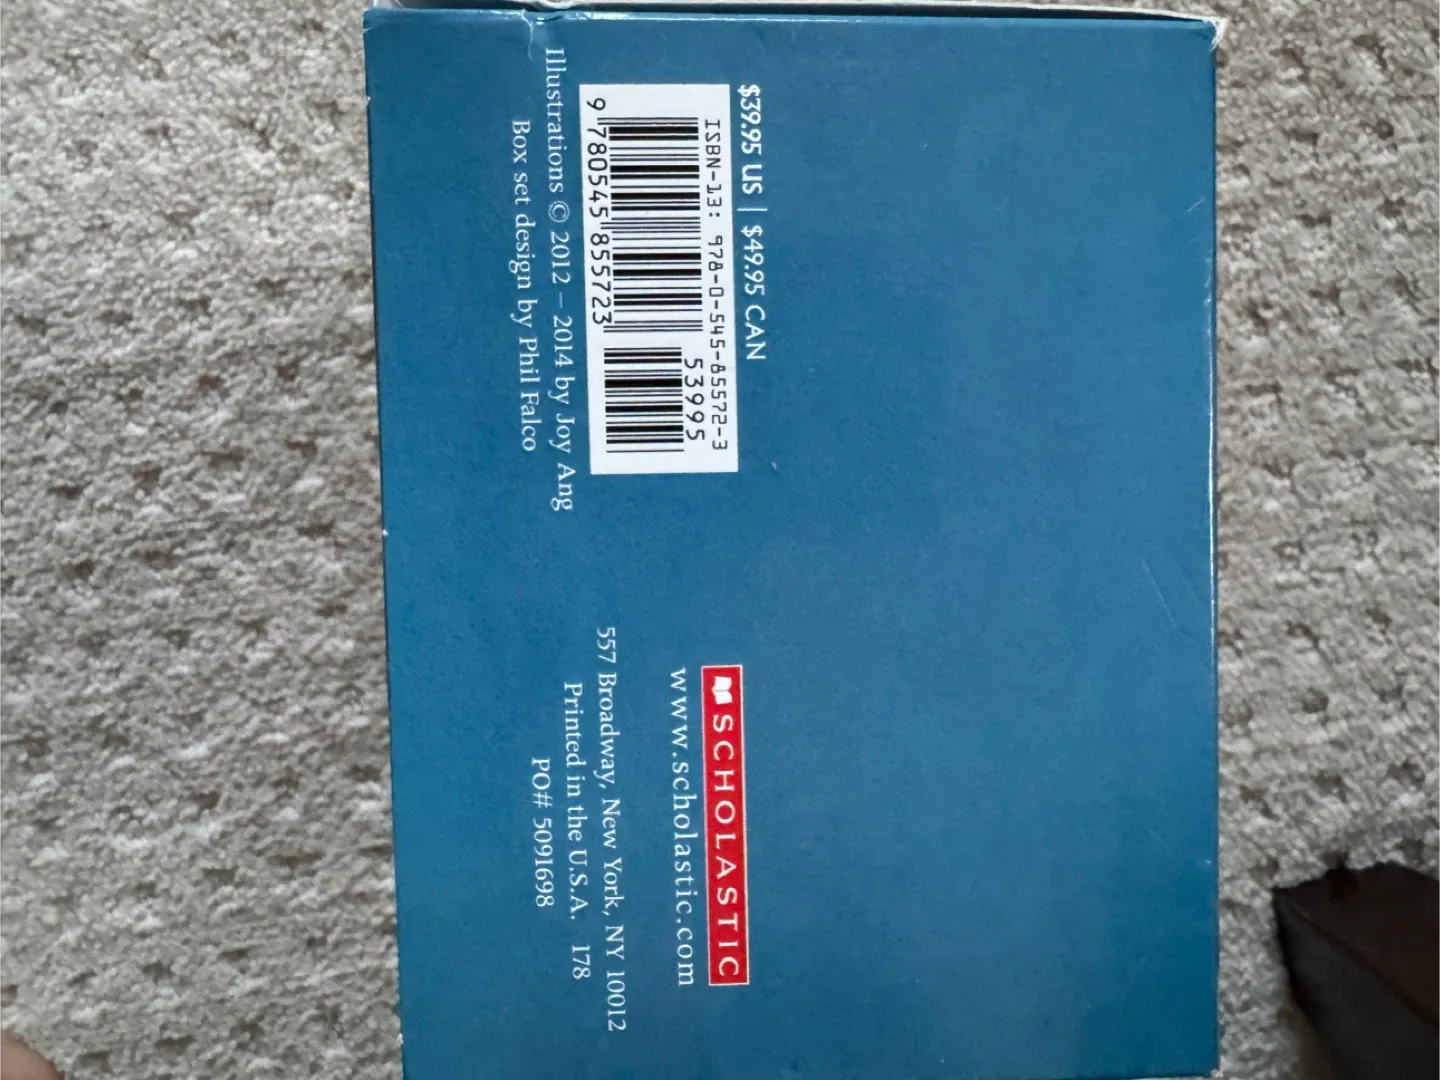 $39.95 US | $49.95 CAN
ISBN-13: 978-0-545-85572-3
53995
9 780545 855723
Illustrations © 2012 – 2014 by Joy Ang
Box set design by Phil Falco
SCHOLASTIC
www.scholastic.com
557 Broadway, New York, NY 10012
Printed in the U.S.A. 178
PO# 5091698